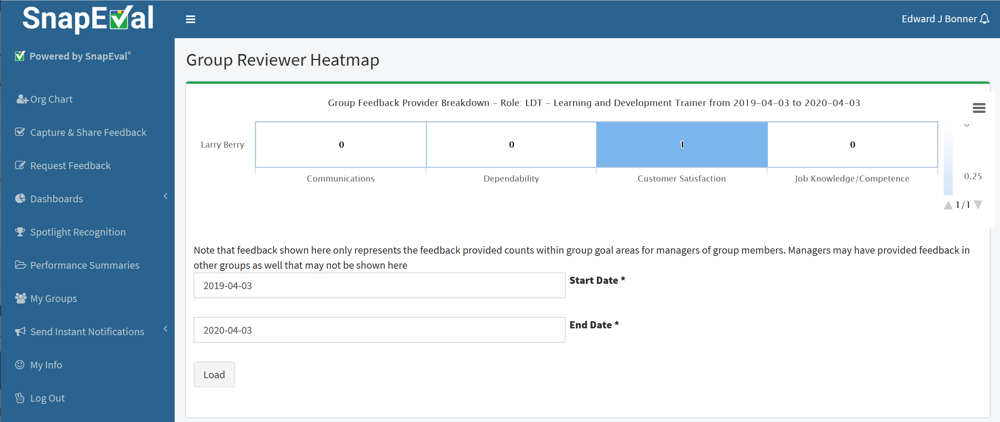 SnapEval
Edward J Bonner
Powered by SnapEval®
Org Chart
Capture & Share Feedback
Request Feedback
Dashboards
Spotlight Recognition
Performance Summaries
My Groups
Send Instant Notifications
My Info
Log Out
Group Reviewer Heatmap
Group Feedback Provider Breakdown – Role: LDT – Learning and Development Trainer from 2019–04–03 to 2020–04–03
Larry Berry 0 0 1 0
Communications Dependability Customer Satisfaction Job Knowledge/Competence
0
0.25
1/1
Note that feedback shown here only represents the feedback provided counts within group goal areas for managers of group members. Managers may have provided feedback in
other groups as well that may not be shown here
2019-04-03 Start Date *
2020-04-03 End Date *
Load